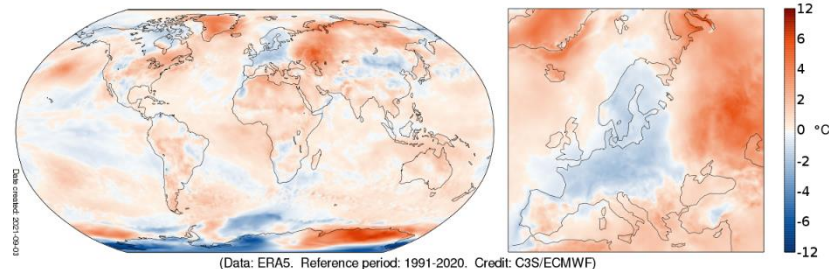 12
6
4
2
0 °C
-2
-4
-6
-12
Date created: 2021-09-03
(Data: ERA5. Reference period: 1991-2020. Credit: C3S/ECMWF)